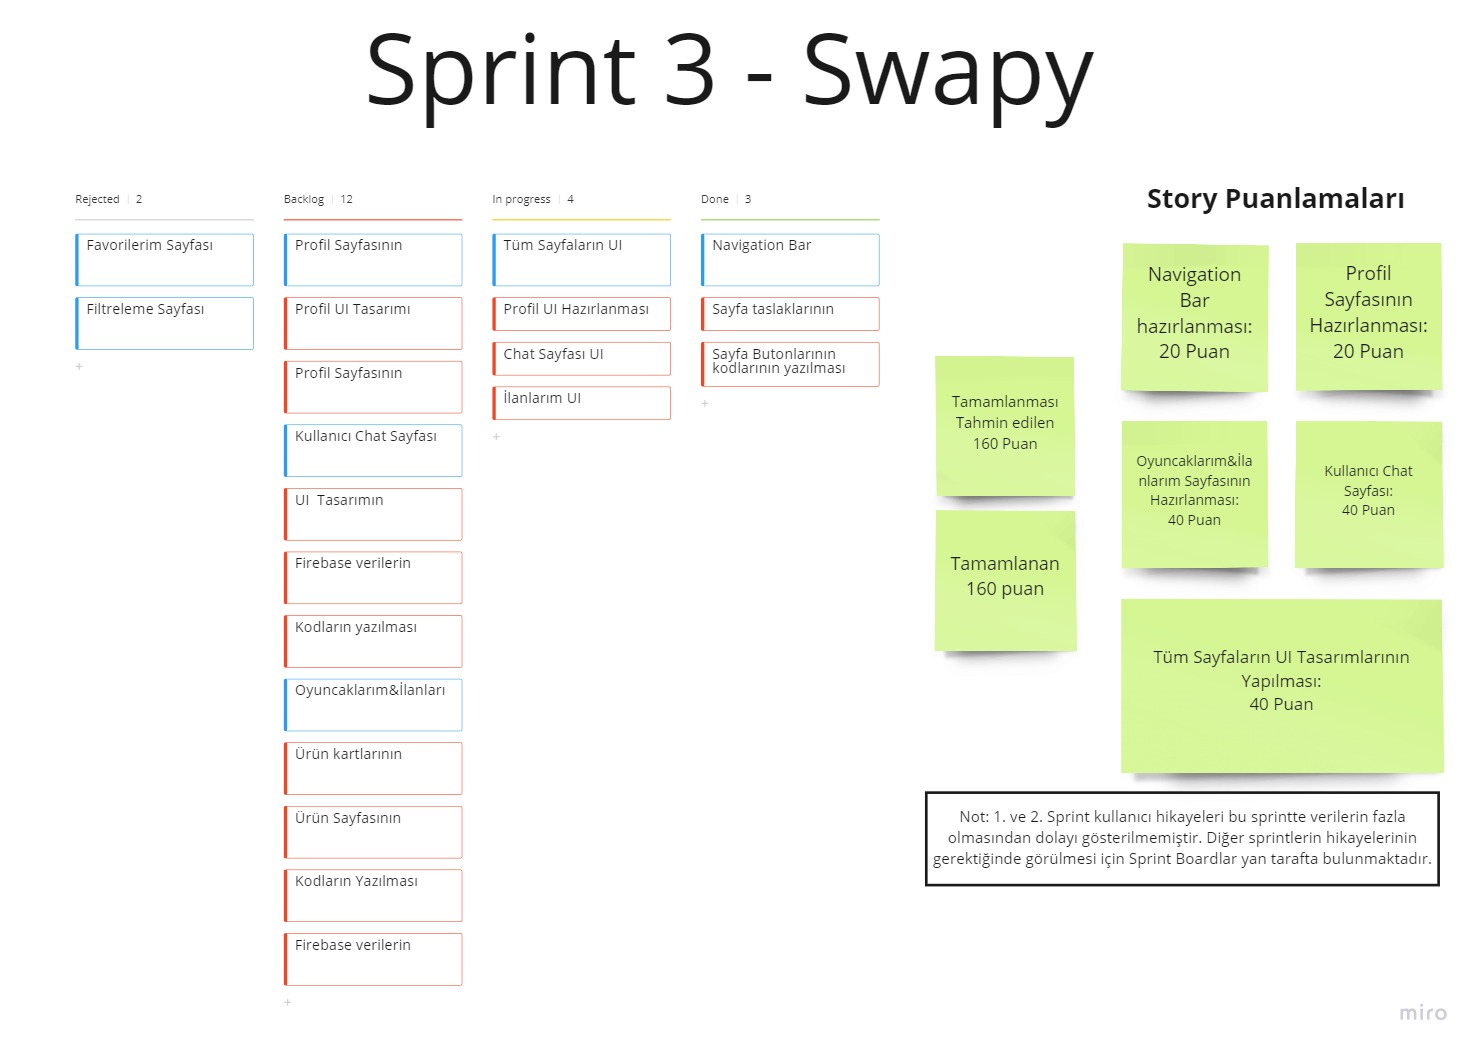 Sprint 3 - Swapy
Rejected 2
Favorilerim Sayfası
Filtreleme Sayfası
+
Backlog 12
Profil Sayfasının
Profil UI Tasarımı
Profil Sayfasının
Kullanıcı Chat Sayfası
UI  Tasarımın
Firebase verilerin
Kodların yazılması
Oyuncaklarım&İlanları
Ürün kartlarının
Ürün Sayfasının
Kodların Yazılması
Firebase verilerin
+
In progress 4
Tüm Sayfaların UI
Profil UI Hazırlanması
Chat Sayfası UI
İlanlarım UI
+
Done 3
Navigation Bar
Sayfa taslaklarının
Sayfa Butonlarının
kodlarının yazılması
+
Tamamlanması
Tahmin edilen
160 Puan
Tamamlanan
160 puan
Story Puanlamaları
Navigation
Bar
hazırlanması:
20 Puan
Profil
Sayfasının
Hazırlanması:
20 Puan
Oyuncaklarım&İla
nlarım Sayfasının
Hazırlanması:
40 Puan
Kullanıcı Chat
Sayfası:
40 Puan
Tüm Sayfaların UI Tasarımlarının
Yapılması:
40 Puan
Not: 1. ve 2. Sprint kullanıcı hikayeleri bu sprintte verilerin fazla
olmasından dolayı gösterilmemiştir. Diğer sprintlerin hikayelerinin
gerektiğinde görülmesi için Sprint Boardlar yan tarafta bulunmaktadır.
miro